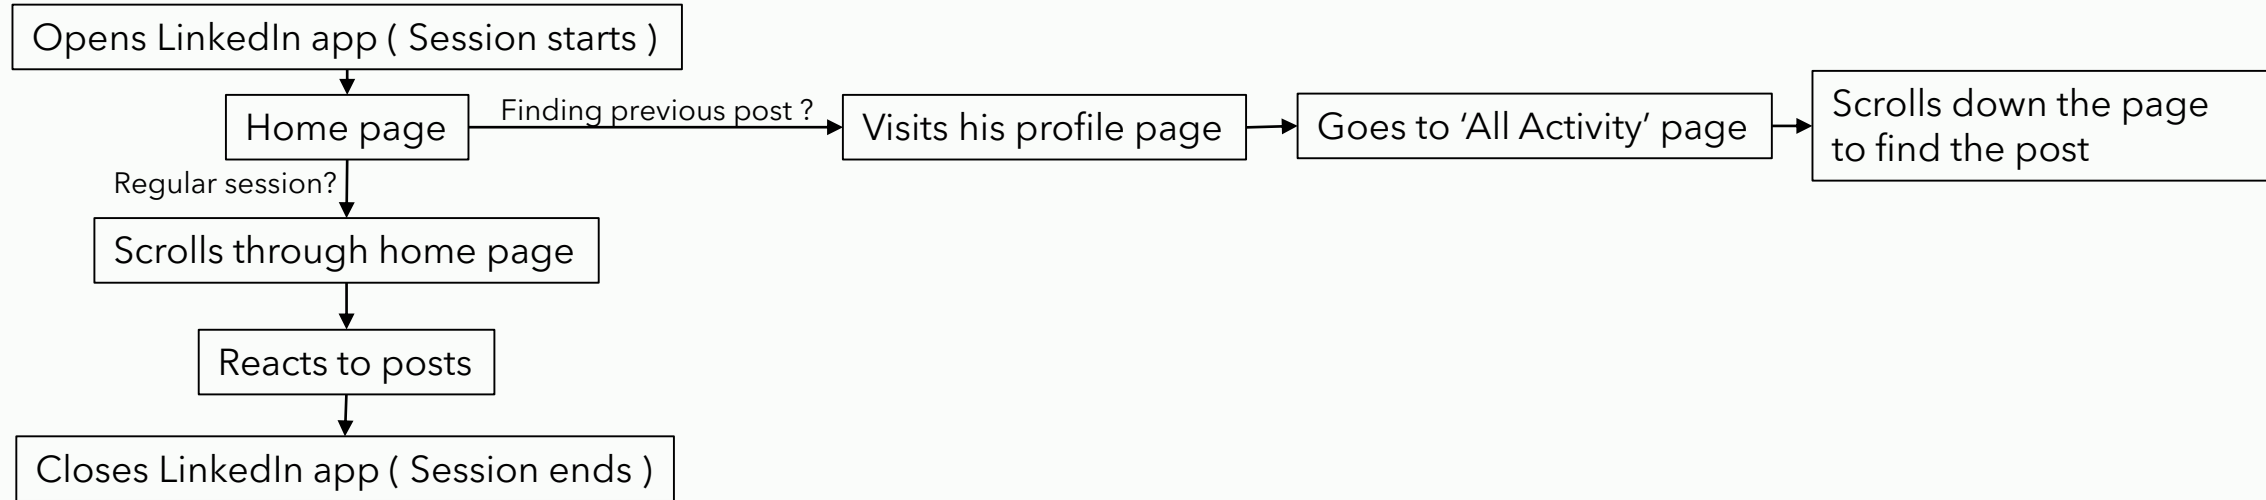 Opens LinkedIn app ( Session starts )
Home page
Finding previous post ?
Visits his profile page
Goes to ‘All Activity’ page
Scrolls down the page
to find the post
Regular session?
Scrolls through home page
Reacts to posts
Closes LinkedIn app ( Session ends )